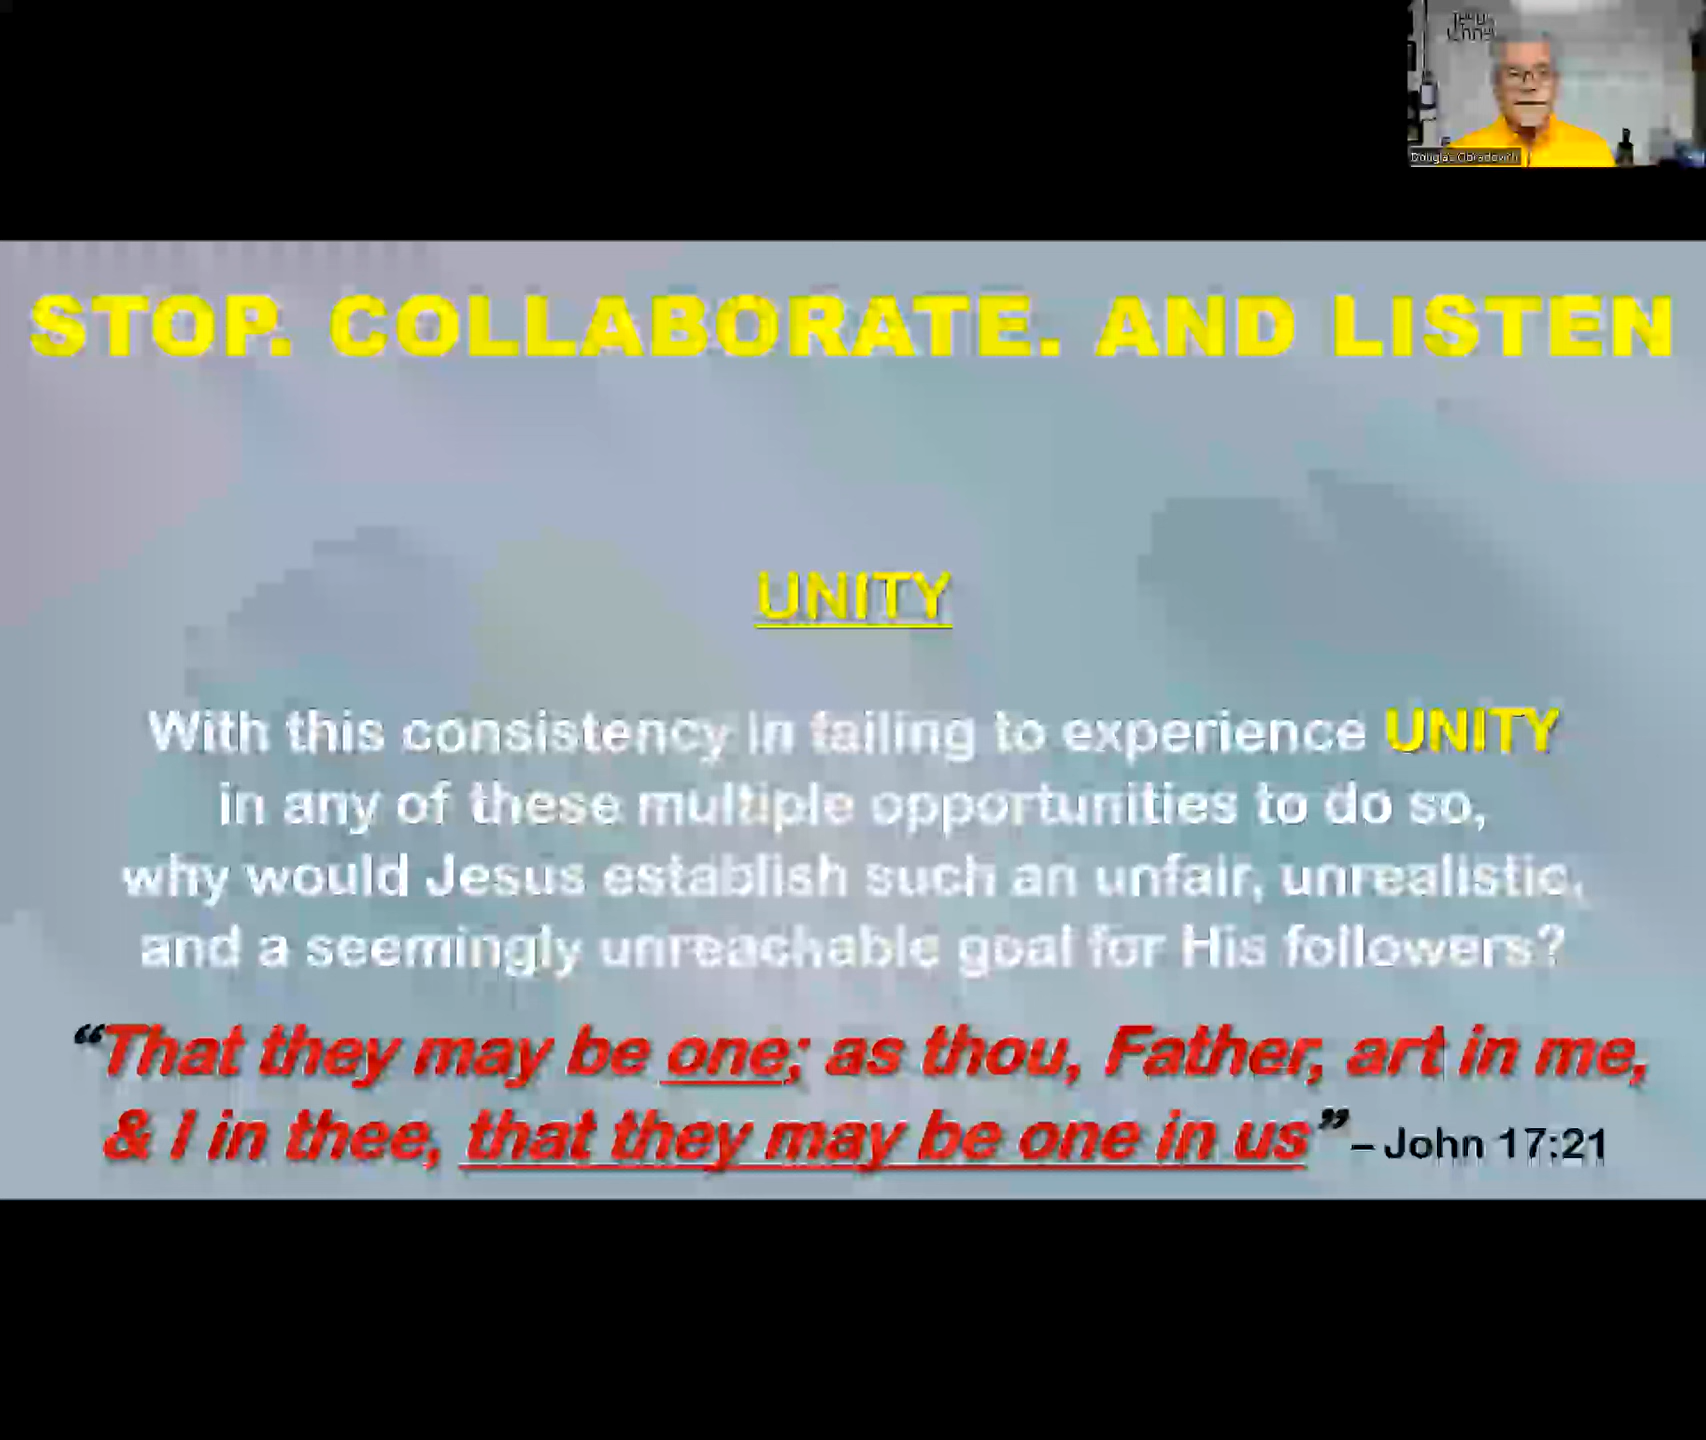 Douglas Obradovich
STOP. COLLABORATE. AND LISTEN
UNITY
With this consistency in failing to experience UNITY
in any of these multiple opportunities to do so,
why would Jesus establish such an unfair, unrealistic,
and a seemingly unreachable goal for His followers?
“That they may be one; as thou, Father, art in me,
& I in thee, that they may be one in us” – John 17:21